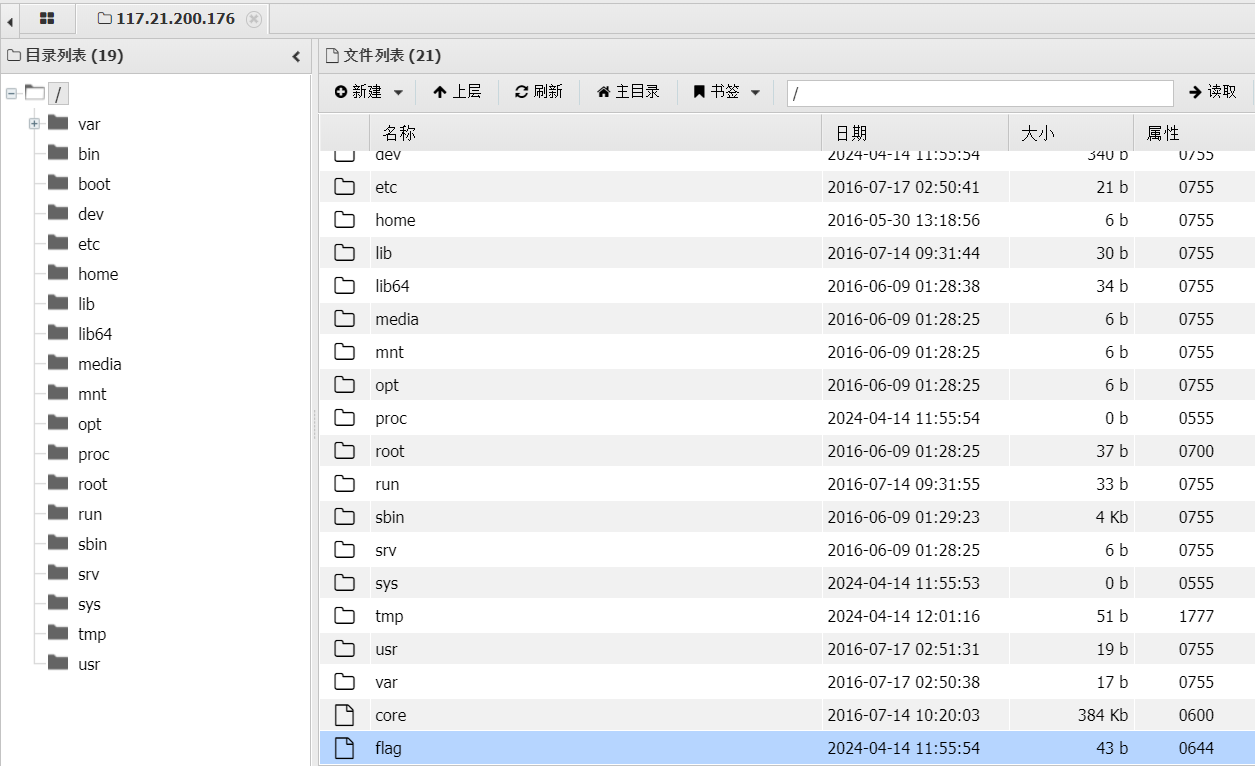 117.21.200.176
目录列表 (19)
/
var
bin
boot
dev
etc
home
lib
lib64
media
mnt
opt
proc
root
run
sbin
srv
sys
tmp
usr
文件列表 (21)
新建 上层 刷新 主目录 书签 / 读取
名称 日期 大小 属性
dev 2024-04-14 11:55:54 340 b 0755
etc 2016-07-17 02:50:41 21 b 0755
home 2016-05-30 13:18:56 6 b 0755
lib 2016-07-14 09:31:44 30 b 0755
lib64 2016-06-09 01:28:38 34 b 0755
media 2016-06-09 01:28:25 6 b 0755
mnt 2016-06-09 01:28:25 6 b 0755
opt 2016-06-09 01:28:25 6 b 0755
proc 2024-04-14 11:55:54 0 b 0555
root 2016-06-09 01:28:25 37 b 0700
run 2016-07-14 09:31:55 33 b 0755
sbin 2016-06-09 01:29:23 4 Kb 0755
srv 2016-06-09 01:28:25 6 b 0755
sys 2024-04-14 11:55:53 0 b 0555
tmp 2024-04-14 12:01:16 51 b 1777
usr 2016-07-17 02:51:31 19 b 0755
var 2016-07-17 02:50:38 17 b 0755
core 2016-07-14 10:20:03 384 Kb 0600
flag 2024-04-14 11:55:54 43 b 0644